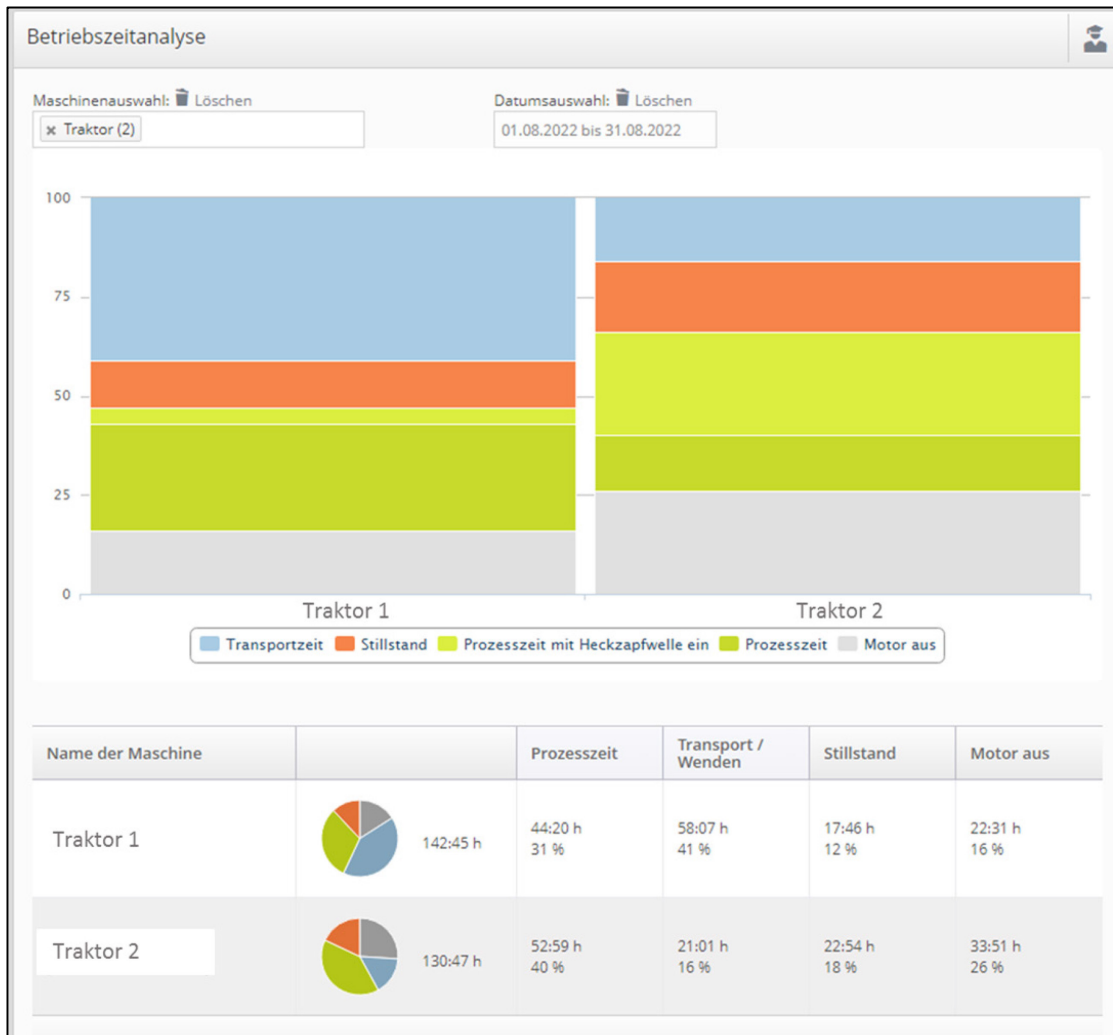 Betriebszeitanalyse
Maschinenauswahl: Löschen
Datumsauswahl: Löschen
× Traktor (2)
01.08.2022 bis 31.08.2022
100
75
50
25
0
Traktor 1 Traktor 2
Transportzeit Stillstand Prozesszeit mit Heckzapfwelle ein Prozesszeit Motor aus
Name der Maschine Prozesszeit Transport / Wenden Stillstand Motor aus
Traktor 1 142:45 h
44:20 h 58:07 h 17:46 h 22:31 h
31 % 41 % 12 % 16 %
Traktor 2 130:47 h
52:59 h 21:01 h 22:54 h 33:51 h
40 % 16 % 18 % 26 %